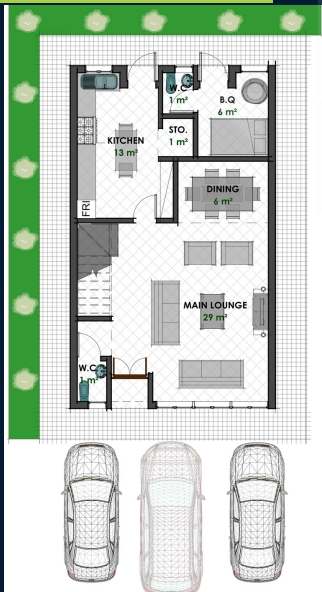 W.C
1 m²
B.Q
6 m²
STO.
1 m²
KITCHEN
13 m²
FRI
DINING
6 m²
MAIN LOUNGE
29 m²
W.C
1 m²